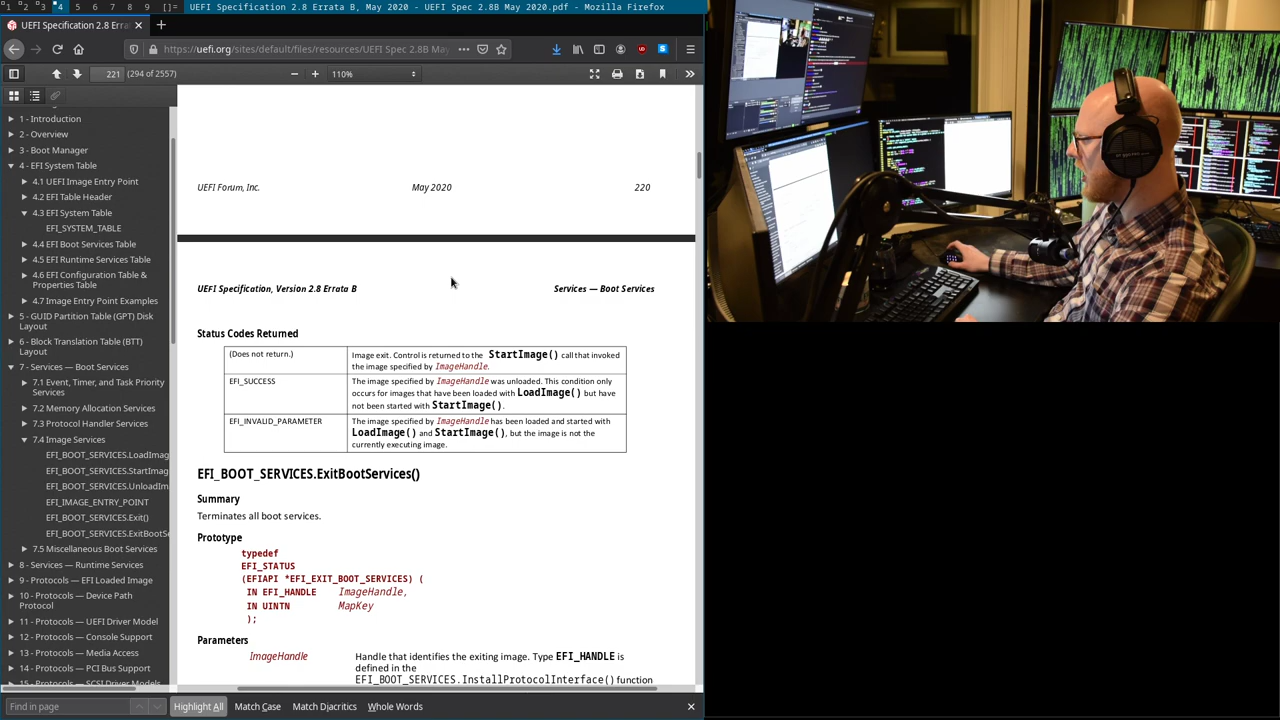 1 2 3 4 5 6 7 8 9 []= UEFI Specification 2.8 Errata B, May 2020 - UEFI Spec 2.8B May 2020.pdf - Mozilla Firefox
UEFI Specification 2.8 Erra
https://uefi.org/sites/default/files/resources/UEFI Spec 2.8B May
221 (294 of 2557) 110%
1 - Introduction
2 - Overview
3 - Boot Manager
4 - EFI System Table
4.1 UEFI Image Entry Point
4.2 EFI Table Header
4.3 EFI System Table
EFI_SYSTEM_TABLE
4.4 EFI Boot Services Table
4.5 EFI Runtime Services Table
4.6 EFI Configuration Table &
Properties Table
4.7 Image Entry Point Examples
5 - GUID Partition Table (GPT) Disk
Layout
6 - Block Translation Table (BTT)
Layout
7 - Services — Boot Services
7.1 Event, Timer, and Task Priority
Services
7.2 Memory Allocation Services
7.3 Protocol Handler Services
7.4 Image Services
EFI_BOOT_SERVICES.LoadImag
EFI_BOOT_SERVICES.StartImag
EFI_BOOT_SERVICES.UnloadIm
EFI_IMAGE_ENTRY_POINT
EFI_BOOT_SERVICES.Exit()
EFI_BOOT_SERVICES.ExitBootSe
7.5 Miscellaneous Boot Services
8 - Services — Runtime Services
9 - Protocols — EFI Loaded Image
10 - Protocols — Device Path
Protocol
11 - Protocols — UEFI Driver Model
12 - Protocols — Console Support
13 - Protocols — Media Access
14 - Protocols — PCI Bus Support
15 - Protocols — SCSI Driver Models
UEFI Forum, Inc. May 2020 220
UEFI Specification, Version 2.8 Errata B Services — Boot Services
Status Codes Returned
(Does not return.) Image exit. Control is returned to the StartImage() call that invoked
the image specified by ImageHandle.
EFI_SUCCESS The image specified by ImageHandle was unloaded. This condition only
occurs for images that have been loaded with LoadImage() but have
not been started with StartImage().
EFI_INVALID_PARAMETER The image specified by ImageHandle has been loaded and started with
LoadImage() and StartImage(), but the image is not the
currently executing image.
EFI_BOOT_SERVICES.ExitBootServices()
Summary
Terminates all boot services.
Prototype
typedef
EFI_STATUS
(EFIAPI *EFI_EXIT_BOOT_SERVICES) (
IN EFI_HANDLE ImageHandle,
IN UINTN MapKey
);
Parameters
ImageHandle Handle that identifies the exiting image. Type EFI_HANDLE is
defined in the
EFI_BOOT_SERVICES.InstallProtocolInterface() function
Find in page Highlight All Match Case Match Diacritics Whole Words